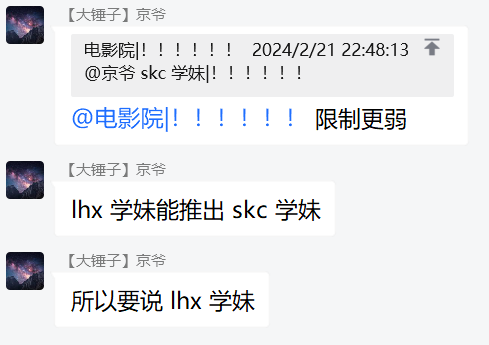 【大锤子】京爷
电影院|！！！！！！ 2024/2/21 22:48:13
@京爷 skc 学妹|！！！！！！
@电影院|！！！！！！ 限制更弱
【大锤子】京爷
lhx 学妹能推出 skc 学妹
【大锤子】京爷
所以要说 lhx 学妹